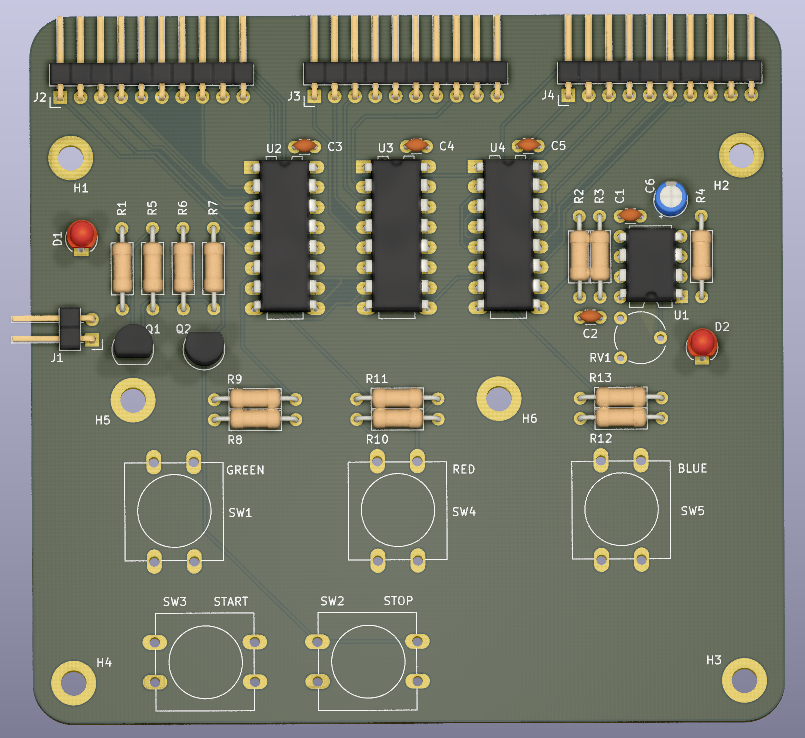 J2
J3
J4
U2
C3
U3
C4
U4
C5
H1
H2
R1
R5
R6
R7
R2
R3
C1
C6
R4
D1
J1
Q1
Q2
C2
U1
RV1
D2
H5
R9
R8
R11
R10
H6
R13
R12
GREEN
SW1
RED
SW4
BLUE
SW5
SW3 START
SW2 STOP
H4
H3